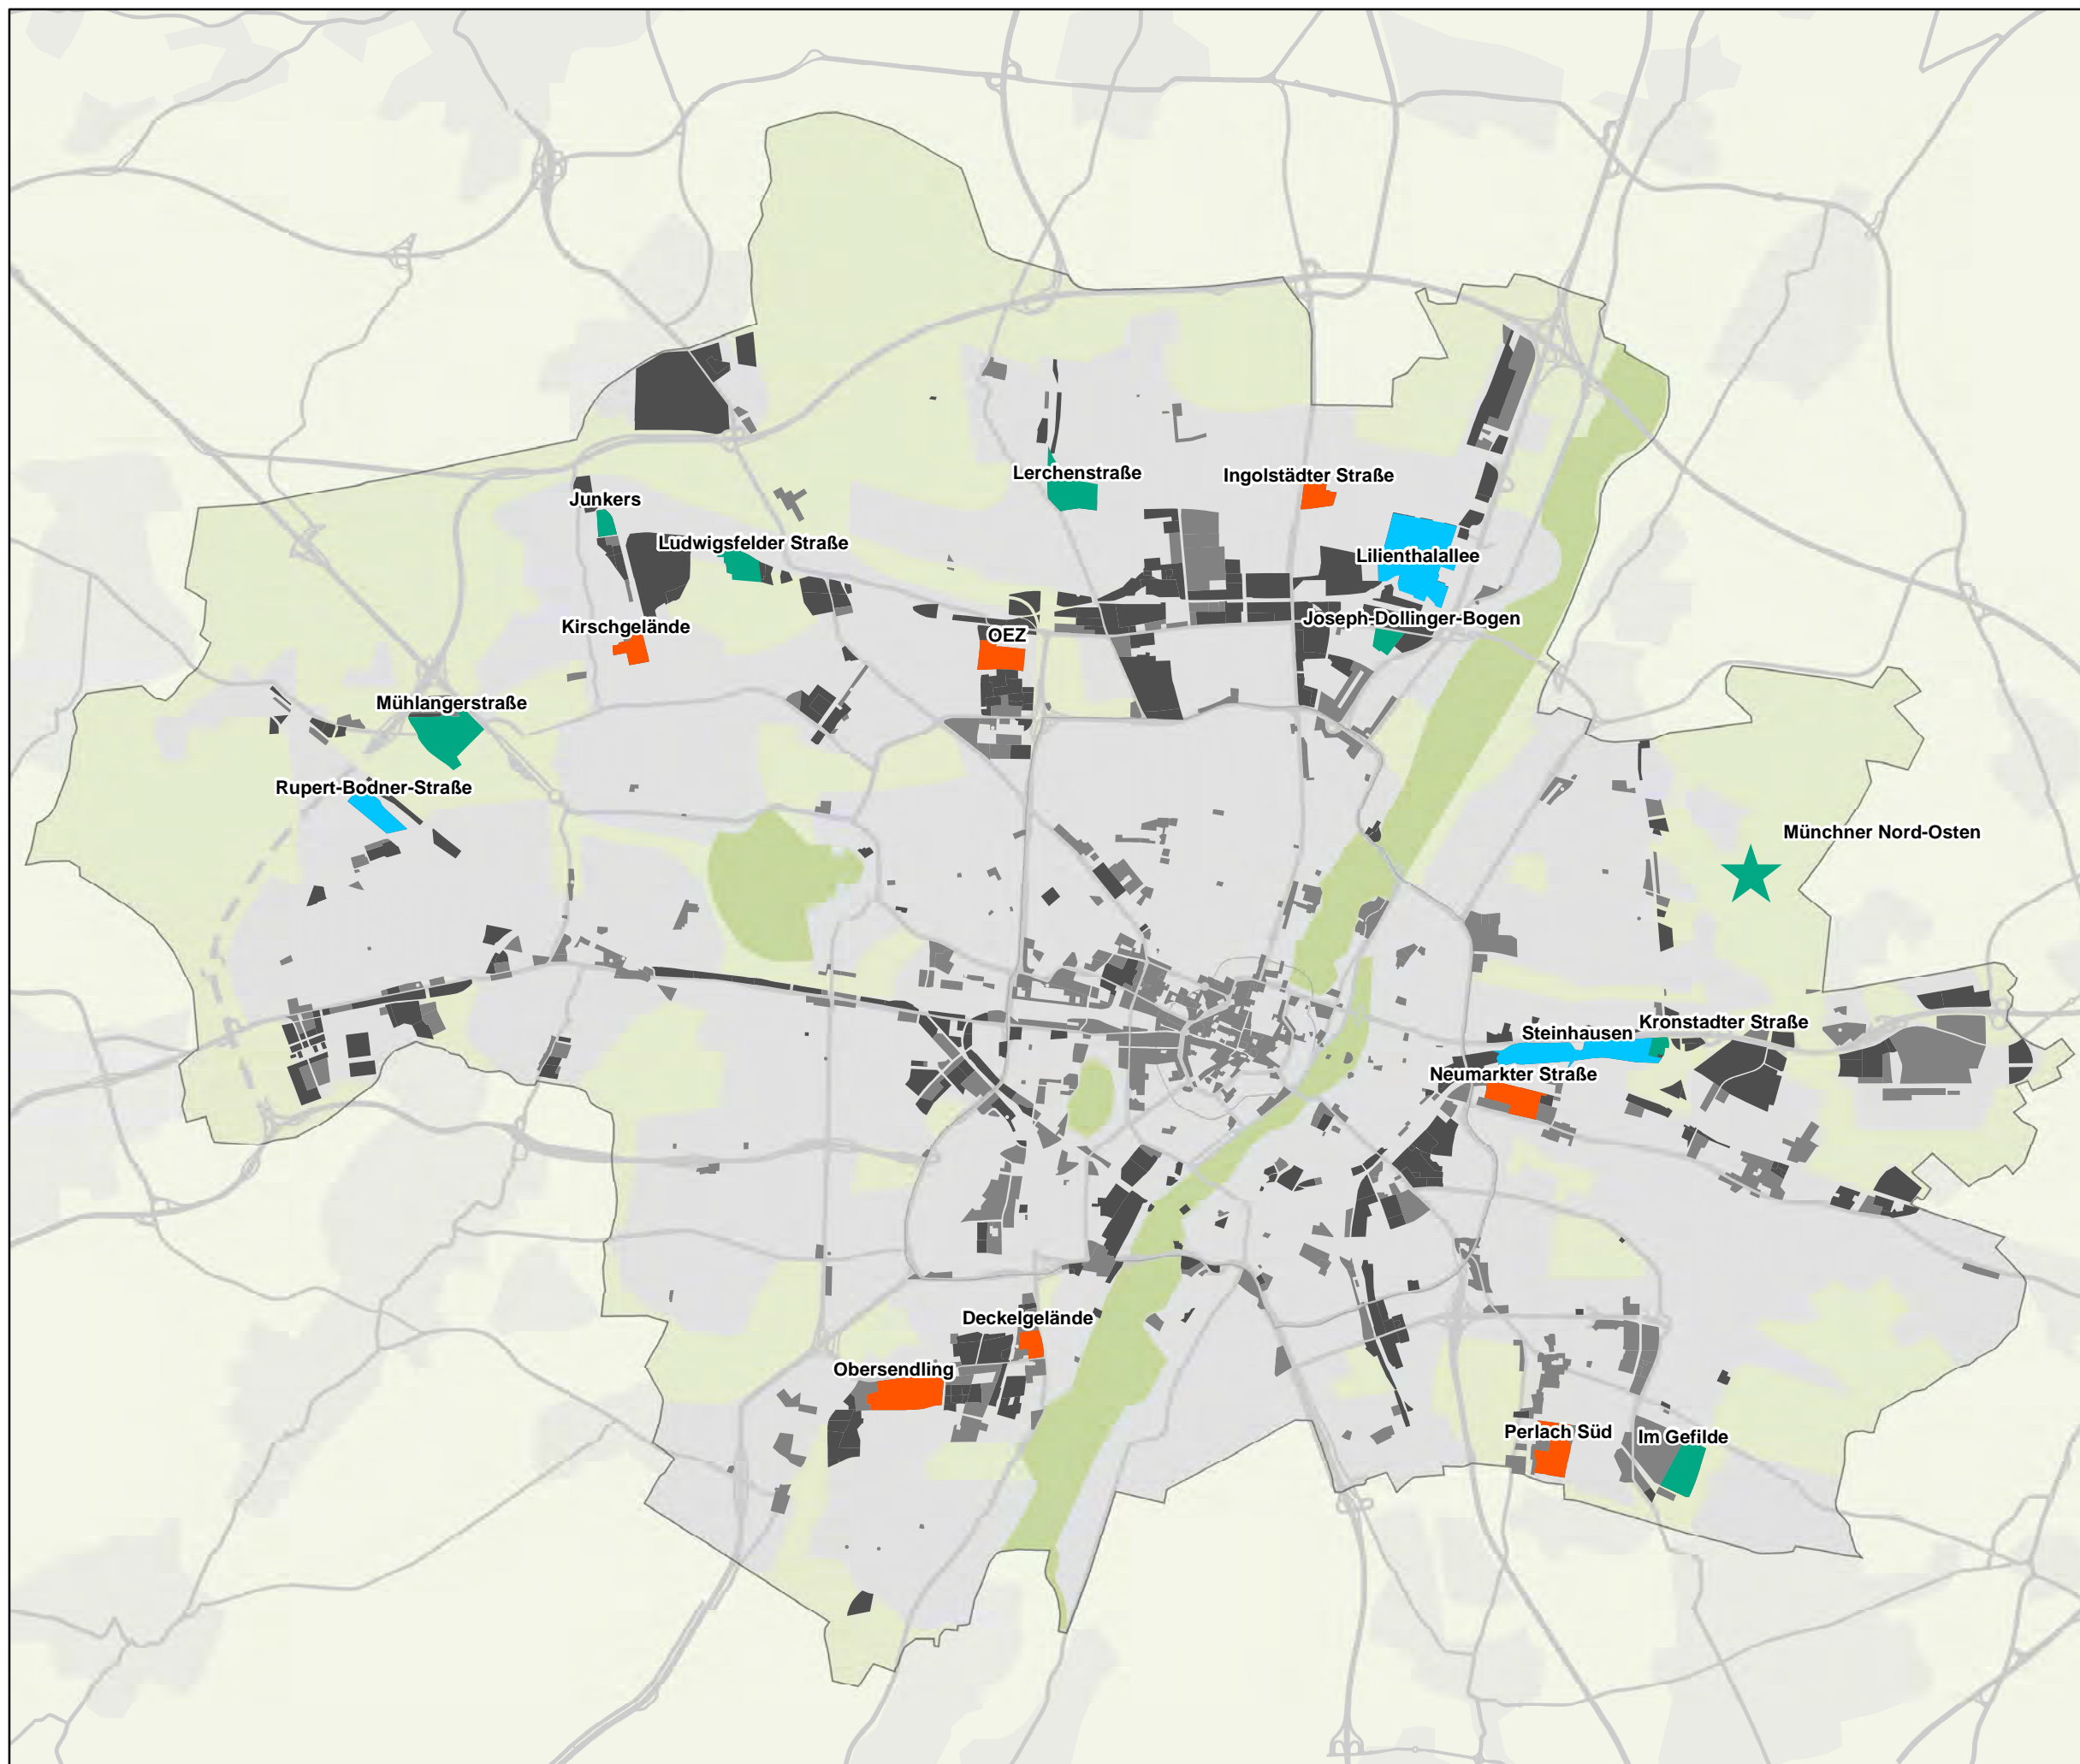 Lerchenstraße
Ingolstädter Straße
Junkers
Ludwigsfelder Straße
Lilienthalallee
Joseph-Dollinger-Bogen
Kirschgelände
OEZ
Mühlangerstraße
Rupert-Bodner-Straße
Münchner Nord-Osten
Kronstadter Straße
Steinhausen
Neumarkter Straße
Deckelgelände
Obersendling
Perlach Süd
Im Gefilde